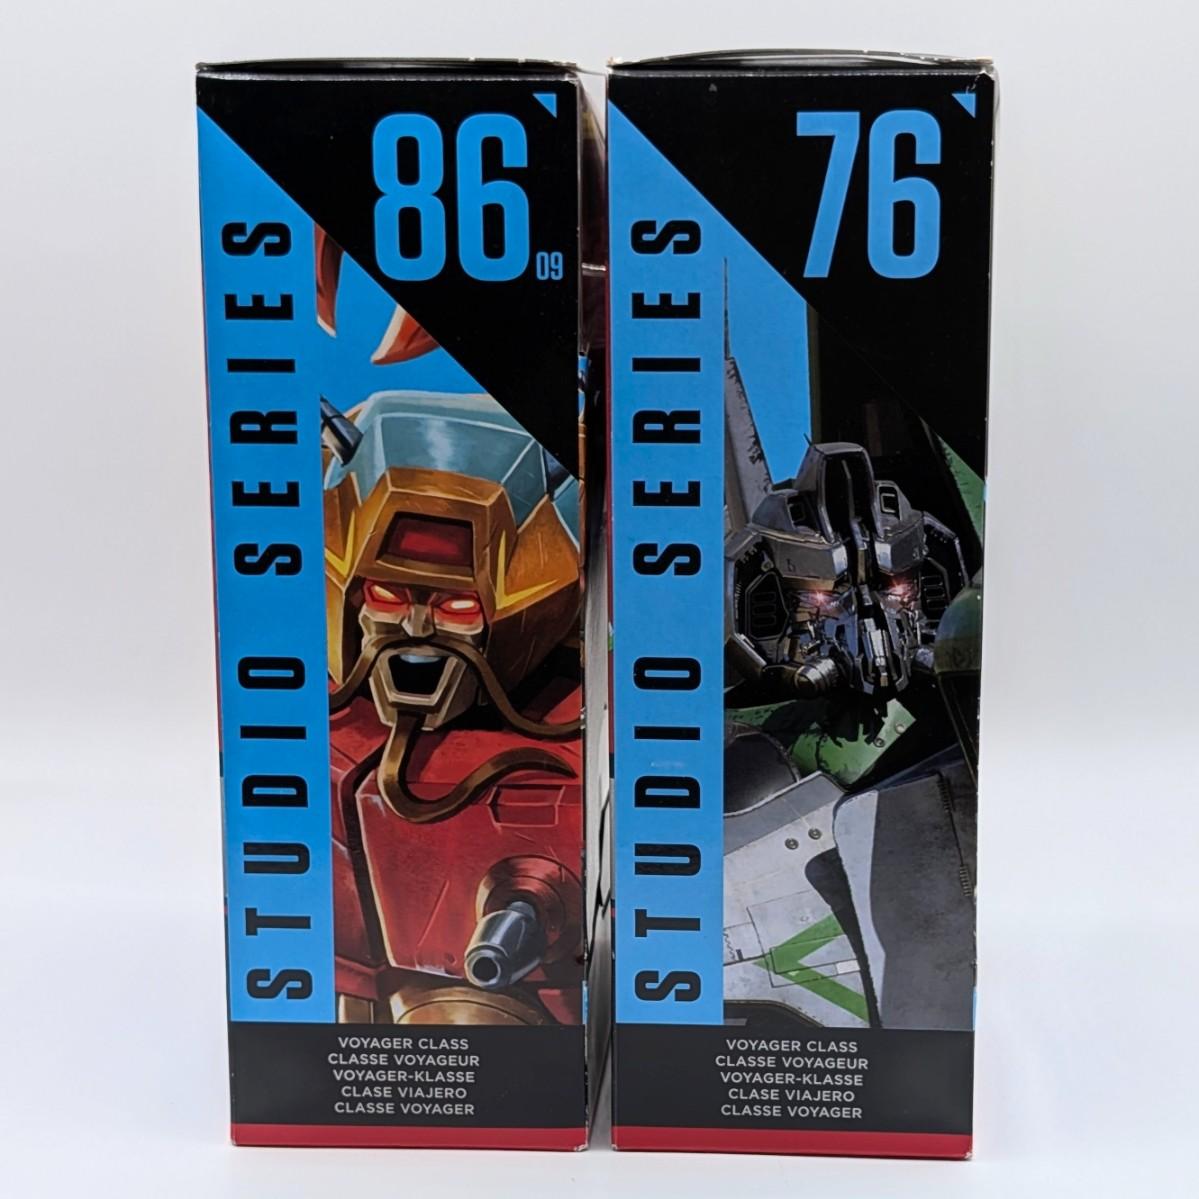 86
09
STUDIO SERIES
VOYAGER CLASS
CLASSE VOYAGEUR
VOYAGER-KLASSE
CLASE VIAJERO
CLASSE VOYAGER
76
STUDIO SERIES
VOYAGER CLASS
CLASSE VOYAGEUR
VOYAGER-KLASSE
CLASE VIAJERO
CLASSE VOYAGER